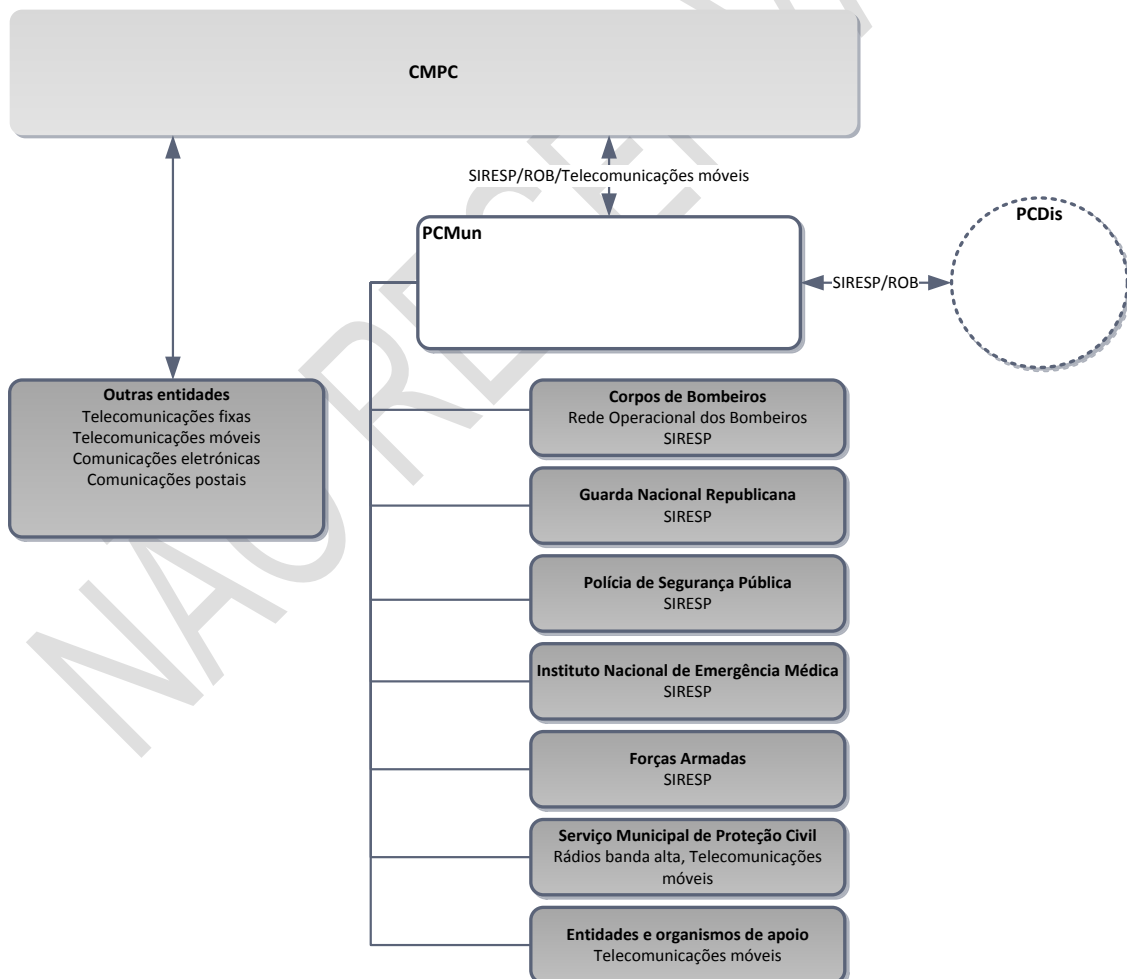 CMPC
SIRESP/ROB/Telecomunicações móveis
PCMun
PCDis
SIRESP/ROB
Outras entidades
Telecomunicações fixas
Telecomunicações móveis
Comunicações eletrónicas
Comunicações postais
Corpos de Bombeiros
Rede Operacional dos Bombeiros
SIRESP
Guarda Nacional Republicana
SIRESP
Polícia de Segurança Pública
SIRESP
Instituto Nacional de Emergência Médica
SIRESP
Forças Armadas
SIRESP
Serviço Municipal de Proteção Civil
Rádios banda alta, Telecomunicações
móveis
Entidades e organismos de apoio
Telecomunicações móveis
NÃO